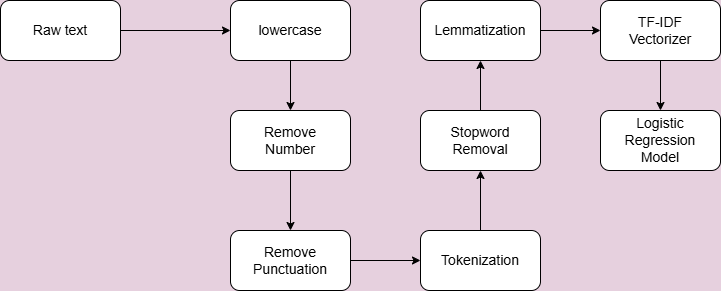 Raw text
lowercase
Remove
Number
Remove
Punctuation
Tokenization
Stopword
Removal
Lemmatization
TF-IDF
Vectorizer
Logistic
Regression
Model